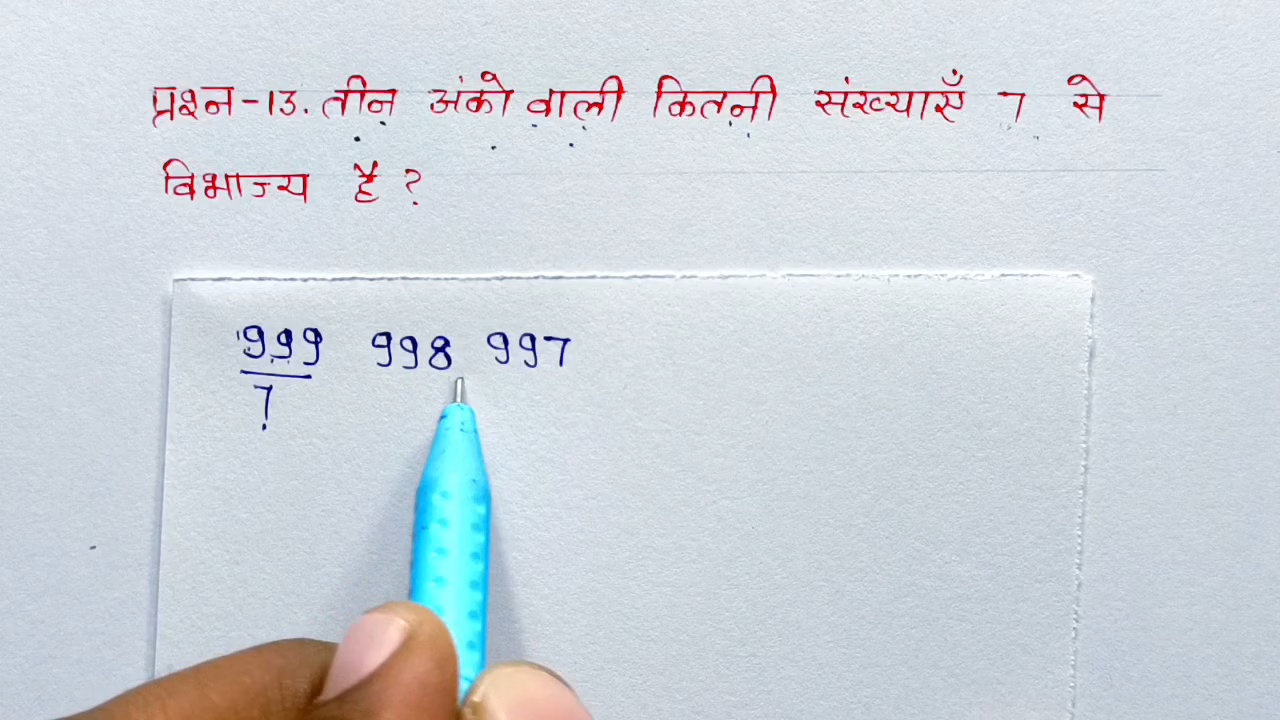 प्रश्न-13. तीन अंको वाली कितनी संख्याएँ 7 से
विभाज्य है ?
999 998 997
7